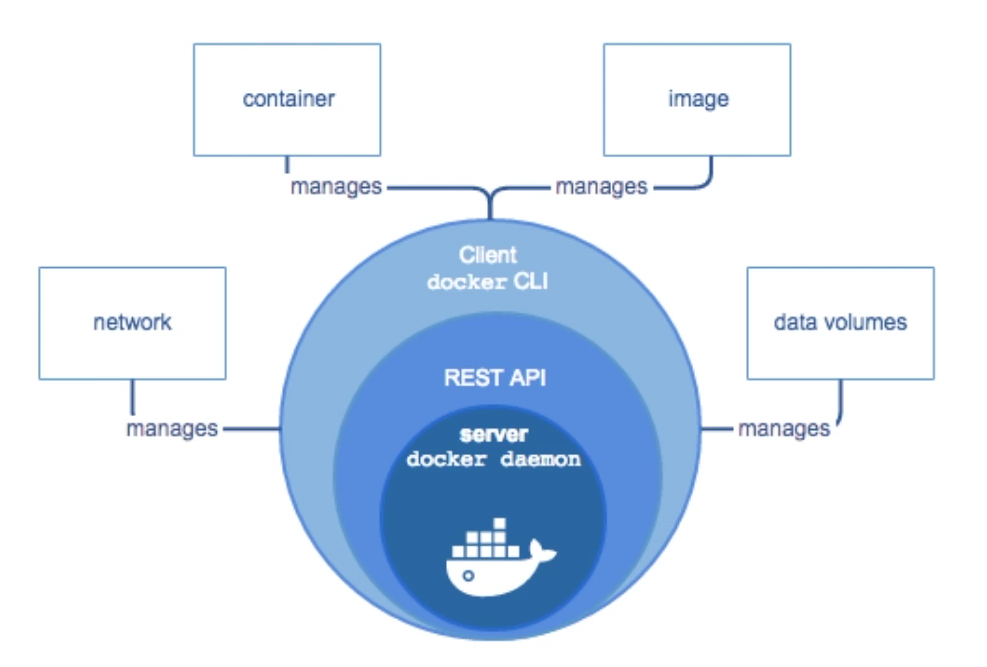 container
image
manages
manages
Client
docker CLI
network
data volumes
REST API
manages
server
docker daemon
manages